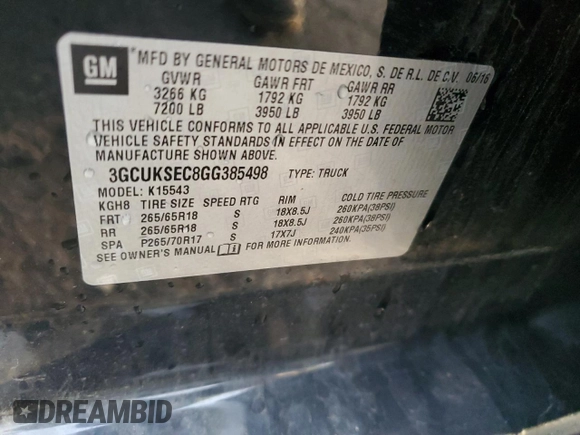 GM
*MFD BY GENERAL MOTORS DE MEXICO, S. DE R.L. DE C.V. 06/16
GVWR GAWR FRT GAWR RR
3266 KG 1792 KG 1792 KG
7200 LB 3950 LB 3950 LB
THIS VEHICLE CONFORMS TO ALL APPLICABLE U.S. FEDERAL MOTOR
VEHICLE SAFETY STANDARDS IN EFFECT ON THE DATE OF
MANUFACTURE SHOWN ABOVE.
3GCUKSEC8GG385498 TYPE: TRUCK
MODEL: K15543
KGH8 TIRE SIZE SPEED RTG RIM COLD TIRE PRESSURE
FRT 265/65R18 S 18X8.5J 260KPA(38PSI)
RR 265/65R18 S 18X8.5J 260KPA(38PSI)
SPA P265/70R17 S 17X7J 240KPA(35PSI)
SEE OWNER'S MANUAL FOR MORE INFORMATION.
DREAMBID